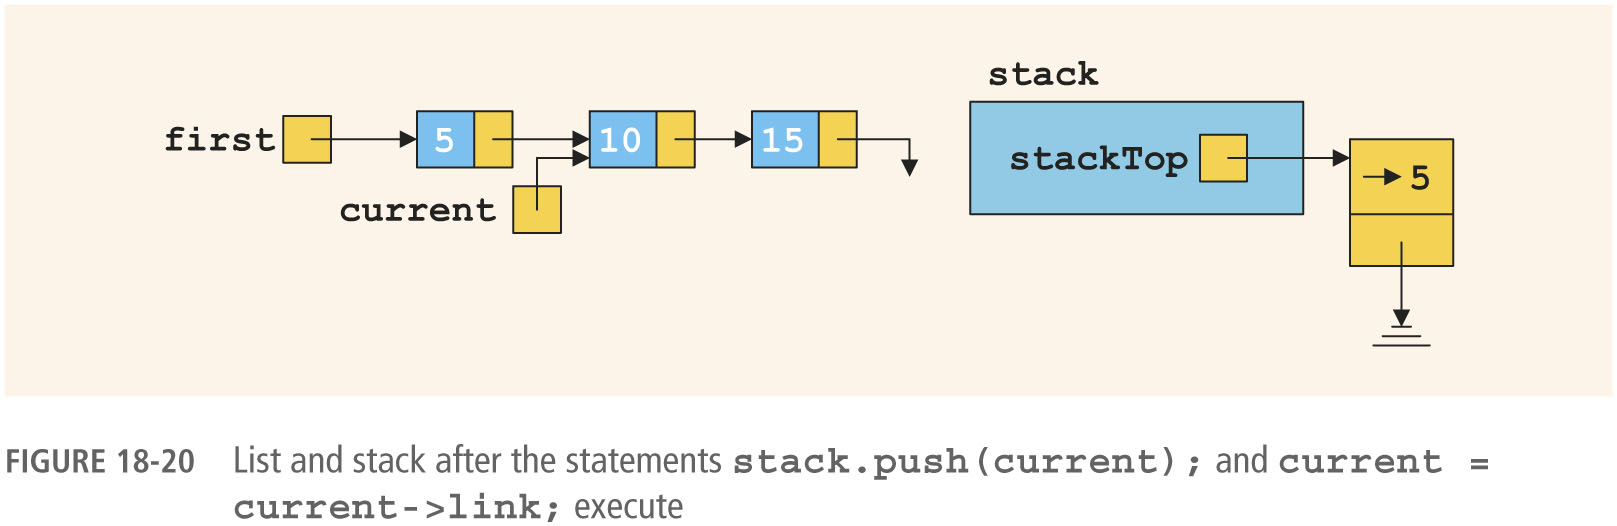 stack
first 5 10 15
stackTop 5
current
FIGURE 18-20 List and stack after the statements stack.push(current); and current =
current->link; execute